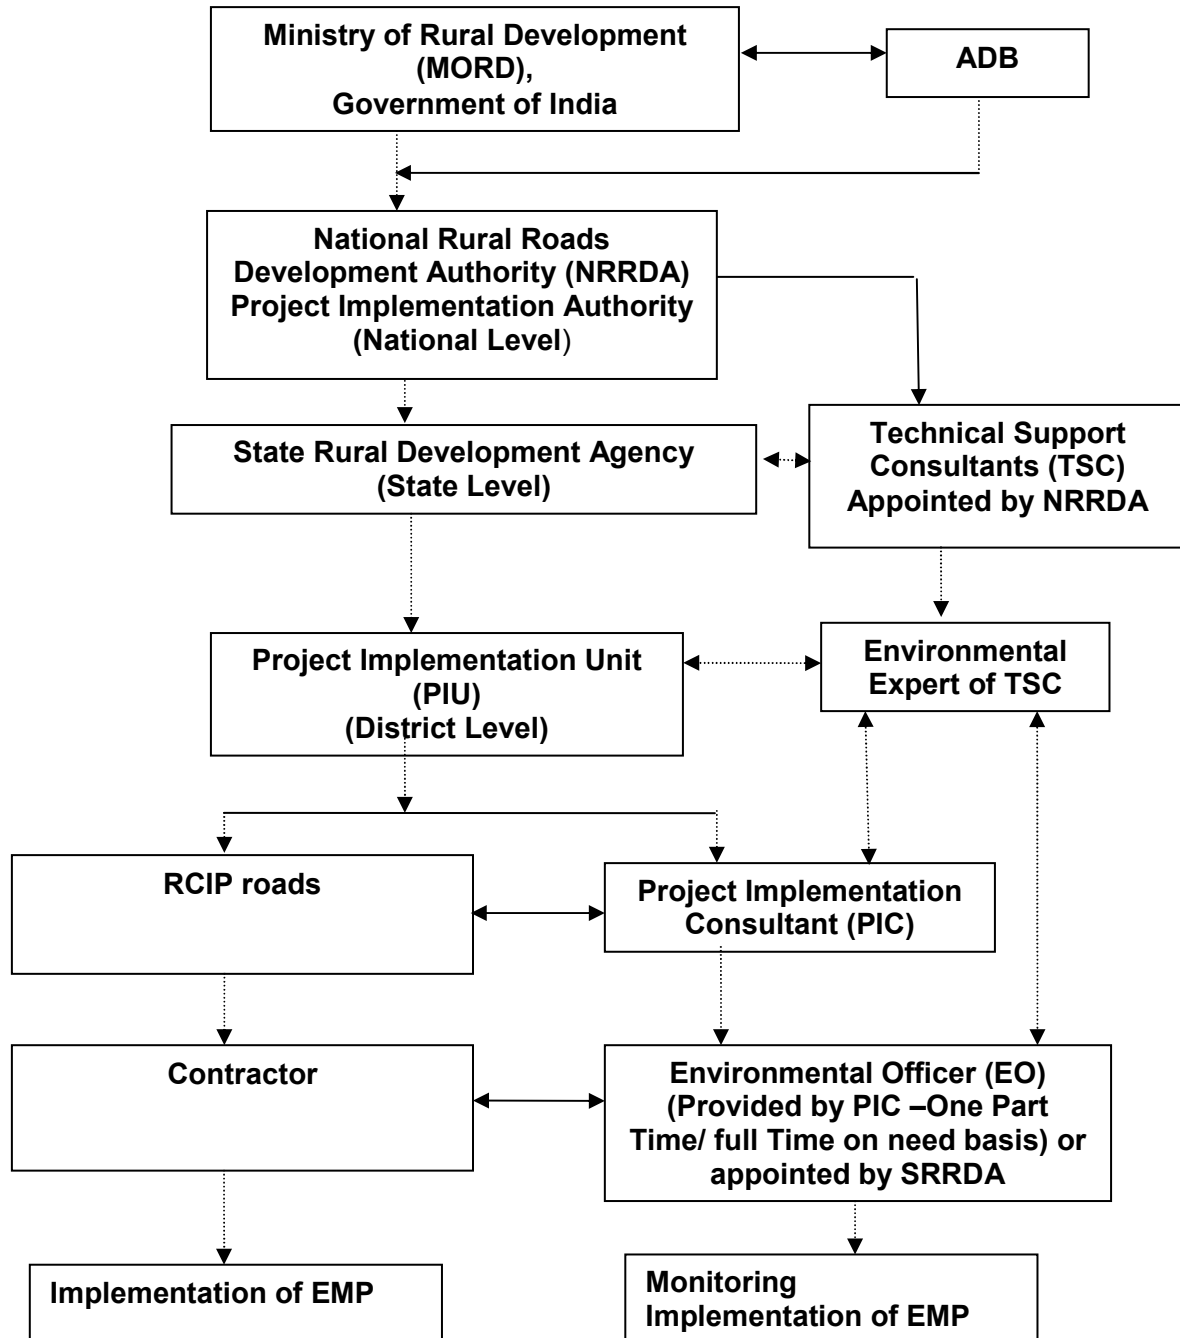 Ministry of Rural Development
(MORD),
Government of India
ADB
National Rural Roads
Development Authority (NRRDA)
Project Implementation Authority
(National Level)
State Rural Development Agency
(State Level)
Technical Support
Consultants (TSC)
Appointed by NRRDA
Project Implementation Unit
(PIU)
(District Level)
Environmental
Expert of TSC
RCIP roads
Project Implementation
Consultant (PIC)
Contractor
Environmental Officer (EO)
(Provided by PIC –One Part
Time/ full Time on need basis) or
appointed by SRRDA
Implementation of EMP
Monitoring
Implementation of EMP